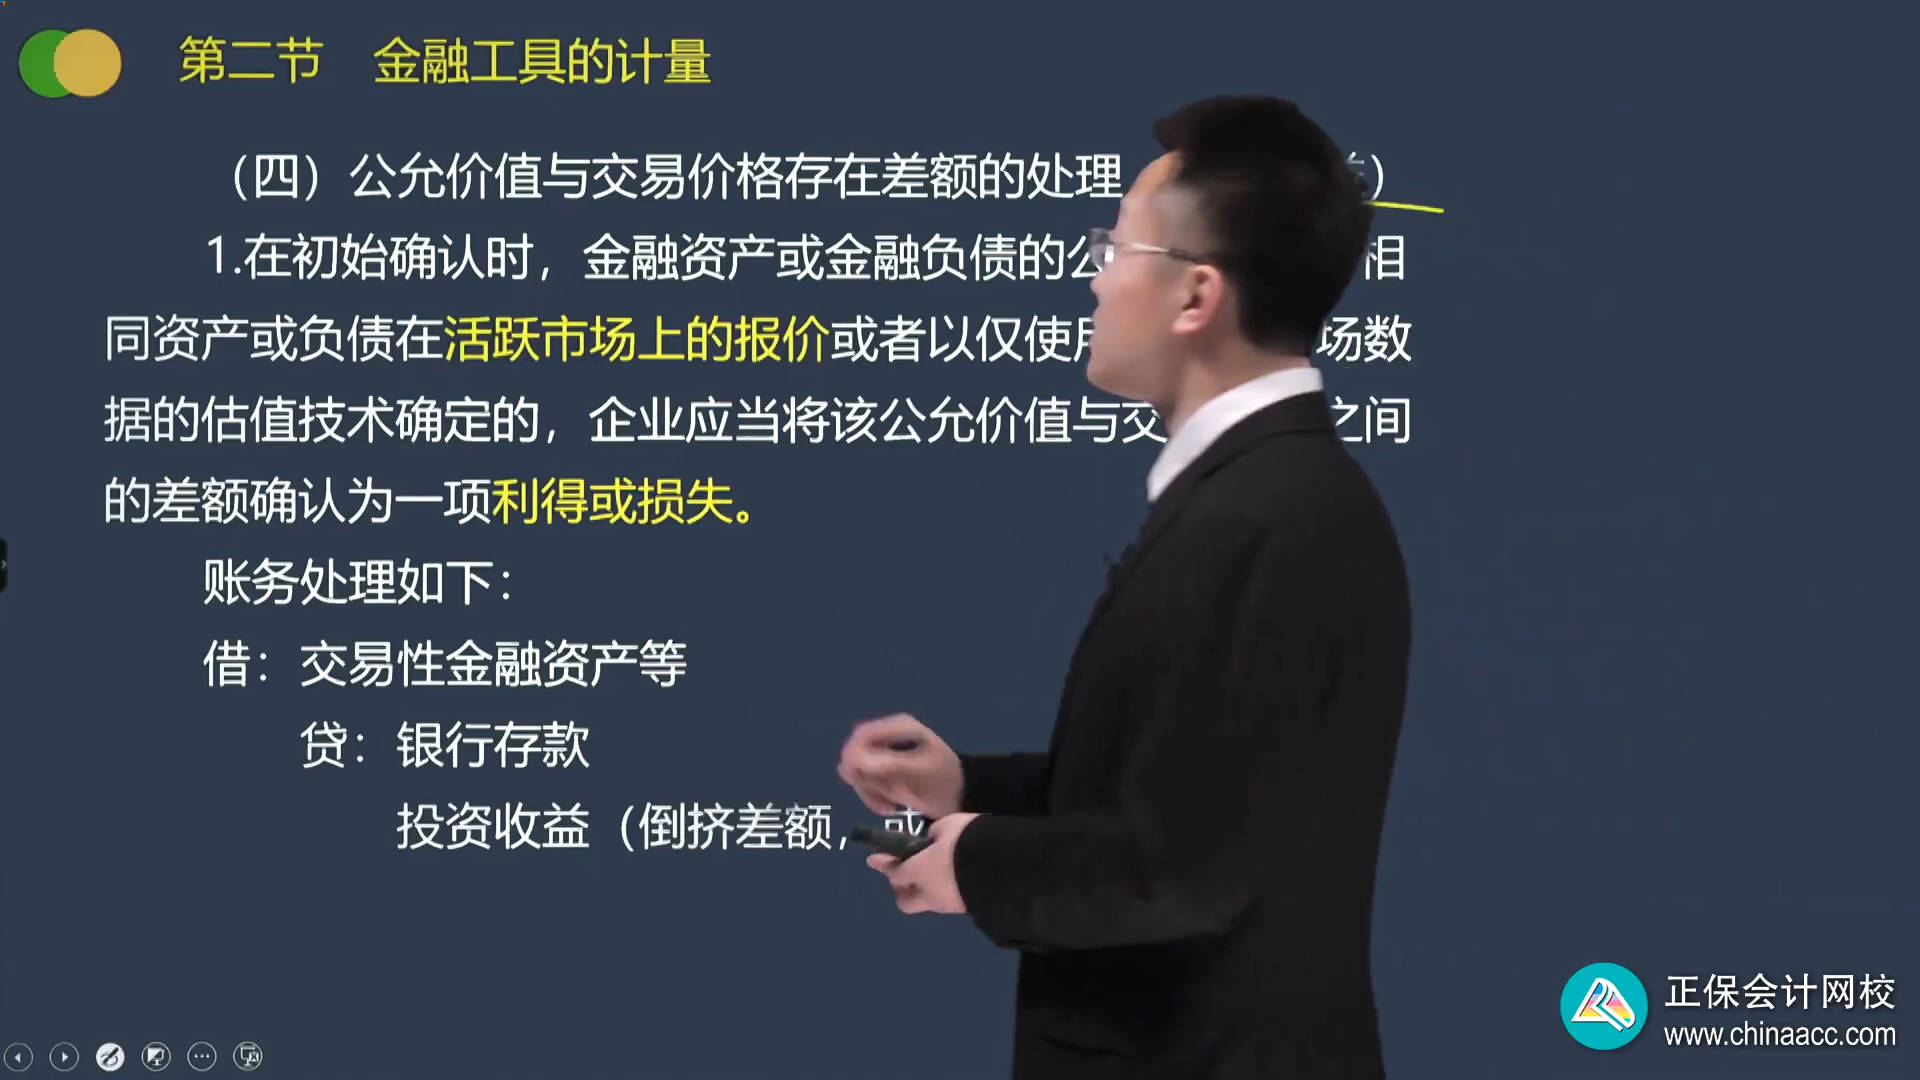 第二节 金融工具的计量
（四）公允价值与交易价格存在差额的处理
1.在初始确认时，金融资产或金融负债的公 相
同资产或负债在活跃市场上的报价或者以仅使用 场数
据的估值技术确定的，企业应当将该公允价值与交 之间
的差额确认为一项利得或损失。
账务处理如下：
借：交易性金融资产等
贷：银行存款
投资收益（倒挤差额，或
正保会计网校
www.chinaacc.com